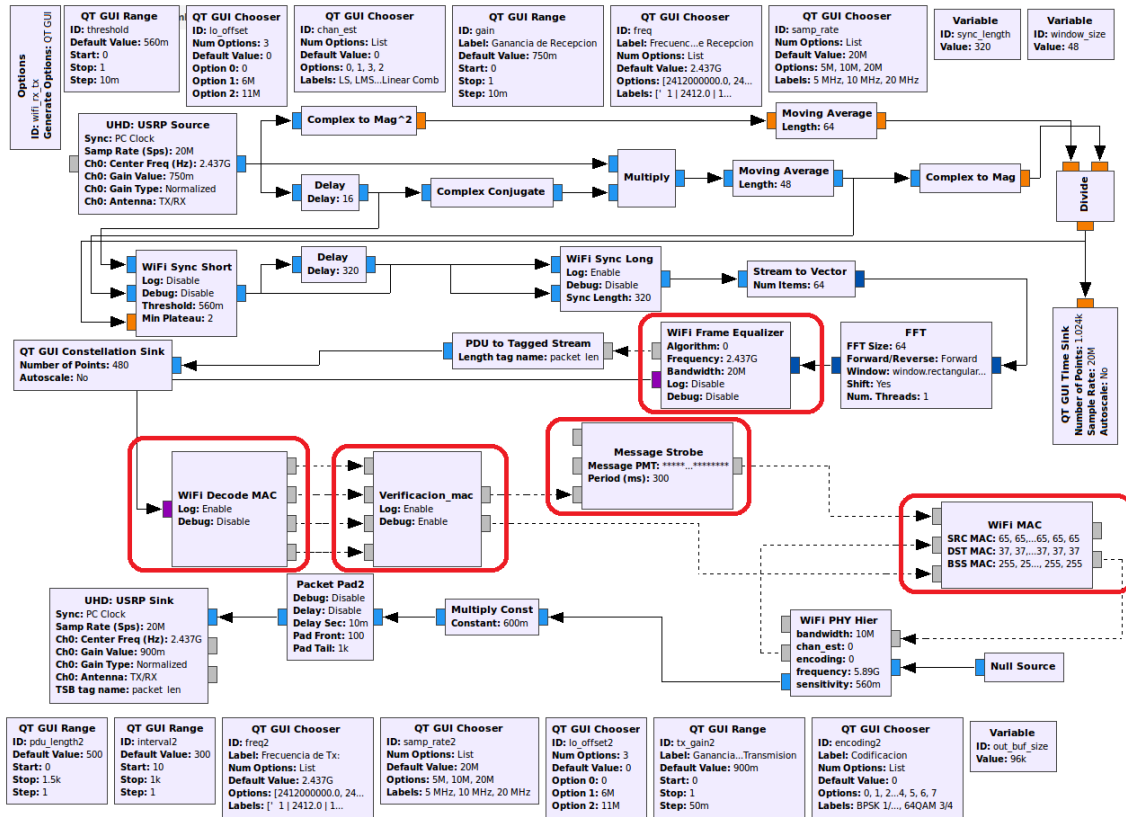 Options
ID: wifi_rx_tx
Generate Options: QT GUI
QT GUI Range
ID: threshold
Default Value: 560m
Start: 0
Stop: 1
Step: 10m
QT GUI Chooser
ID: lo_offset
Num Options: 3
Default Value: 0
Option 0: 0
Option 1: 6M
Option 2: 11M
QT GUI Chooser
ID: chan_est
Num Options: List
Default Value: 0
Options: 0, 1, 3, 2
Labels: LS, LMS...Linear Comb
QT GUI Range
ID: gain
Label: Ganancia de Recepcion
Default Value: 750m
Start: 0
Stop: 1
Step: 10m
QT GUI Chooser
ID: freq
Label: Frecuenc...e Recepcion
Num Options: List
Default Value: 2.437G
Options: [2412000000.0, 24...
Labels: [' 1 | 2412.0 | 1...
QT GUI Chooser
ID: samp_rate
Num Options: List
Default Value: 20M
Options: 5M, 10M, 20M
Labels: 5 MHz, 10 MHz, 20 MHz
Variable
ID: sync_length
Value: 320
Variable
ID: window_size
Value: 48
UHD: USRP Source
Sync: PC Clock
Samp Rate (Sps): 20M
Ch0: Center Freq (Hz): 2.437G
Ch0: Gain Value: 750m
Ch0: Gain Type: Normalized
Ch0: Antenna: TX/RX
Complex to Mag^2
Moving Average
Length: 64
Delay
Delay: 16
Complex Conjugate
Multiply
Moving Average
Length: 48
Complex to Mag
Divide
WiFi Sync Short
Log: Disable
Debug: Disable
Threshold: 560m
Min Plateau: 2
Delay
Delay: 320
WiFi Sync Long
Log: Enable
Debug: Disable
Sync Length: 320
Stream to Vector
Num Items: 64
QT GUI Time Sink
Number of Points: 1.024k
Sample Rate: 20M
Autoscale: No
QT GUI Constellation Sink
Number of Points: 480
Autoscale: No
PDU to Tagged Stream
Length tag name: packet_len
WiFi Frame Equalizer
Algorithm: 0
Frequency: 2.437G
Bandwidth: 20M
Log: Disable
Debug: Disable
FFT
FFT Size: 64
Forward/Reverse: Forward
Window: window.rectangular...
Shift: Yes
Num. Threads: 1
WiFi Decode MAC
Log: Enable
Debug: Disable
Verificacion_mac
Log: Enable
Debug: Enable
Message Strobe
Message PMT: *****...********
Period (ms): 300
WiFi MAC
SRC MAC: 65, 65,...65, 65, 65
DST MAC: 37, 37,...37, 37, 37
BSS MAC: 255, 25..., 255, 255
UHD: USRP Sink
Sync: PC Clock
Samp Rate (Sps): 20M
Ch0: Center Freq (Hz): 2.437G
Ch0: Gain Value: 900m
Ch0: Gain Type: Normalized
Ch0: Antenna: TX/RX
TSB tag name: packet_len
Packet Pad2
Debug: Disable
Delay: Disable
Delay Sec: 10m
Pad Front: 100
Pad Tail: 1k
Multiply Const
Constant: 600m
WiFi PHY Hier
bandwidth: 10M
chan_est: 0
encoding: 0
frequency: 5.89G
sensitivity: 560m
Null Source
QT GUI Range
ID: pdu_length2
Default Value: 500
Start: 0
Stop: 1.5k
Step: 1
QT GUI Range
ID: interval2
Default Value: 300
Start: 10
Stop: 1k
Step: 1
QT GUI Chooser
ID: freq2
Label: Frecuencia de Tx:
Num Options: List
Default Value: 2.437G
Options: [2412000000.0, 24...
Labels: [' 1 | 2412.0 | 1...
QT GUI Chooser
ID: samp_rate2
Num Options: List
Default Value: 20M
Options: 5M, 10M, 20M
Labels: 5 MHz, 10 MHz, 20 MHz
QT GUI Chooser
ID: lo_offset2
Num Options: 3
Default Value: 0
Option 0: 0
Option 1: 6M
Option 2: 11M
QT GUI Range
ID: tx_gain2
Label: Ganancia...Transmision
Default Value: 900m
Start: 0
Stop: 1
Step: 50m
QT GUI Chooser
ID: encoding2
Label: Codificacion
Num Options: List
Default Value: 0
Options: 0, 1, 2...4, 5, 6, 7
Labels: BPSK 1/..., 64QAM 3/4
Variable
ID: out_buf_size
Value: 96k